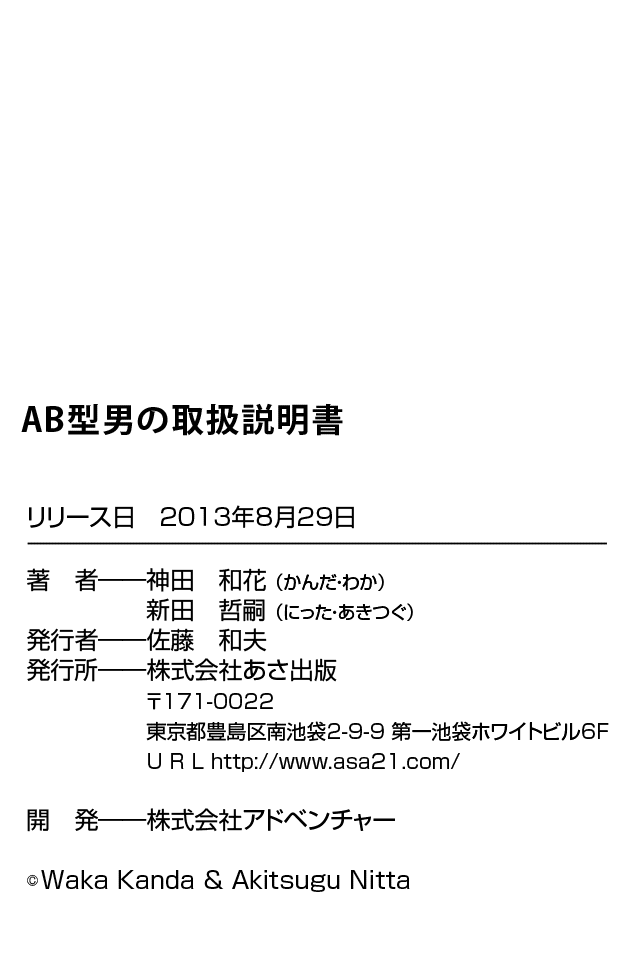 AB型男の取扱説明書
リリース日　2013年8月29日
著　者――神田　和花（かんだ・わか）
新田　哲嗣（にった・あきつぐ）
発行者――佐藤　和夫
発行所――株式会社あさ出版
〒171-0022
東京都豊島区南池袋2-9-9 第一池袋ホワイトビル6F
U R L http://www.asa21.com/
開　発――株式会社アドベンチャー
©Waka Kanda & Akitsugu Nitta